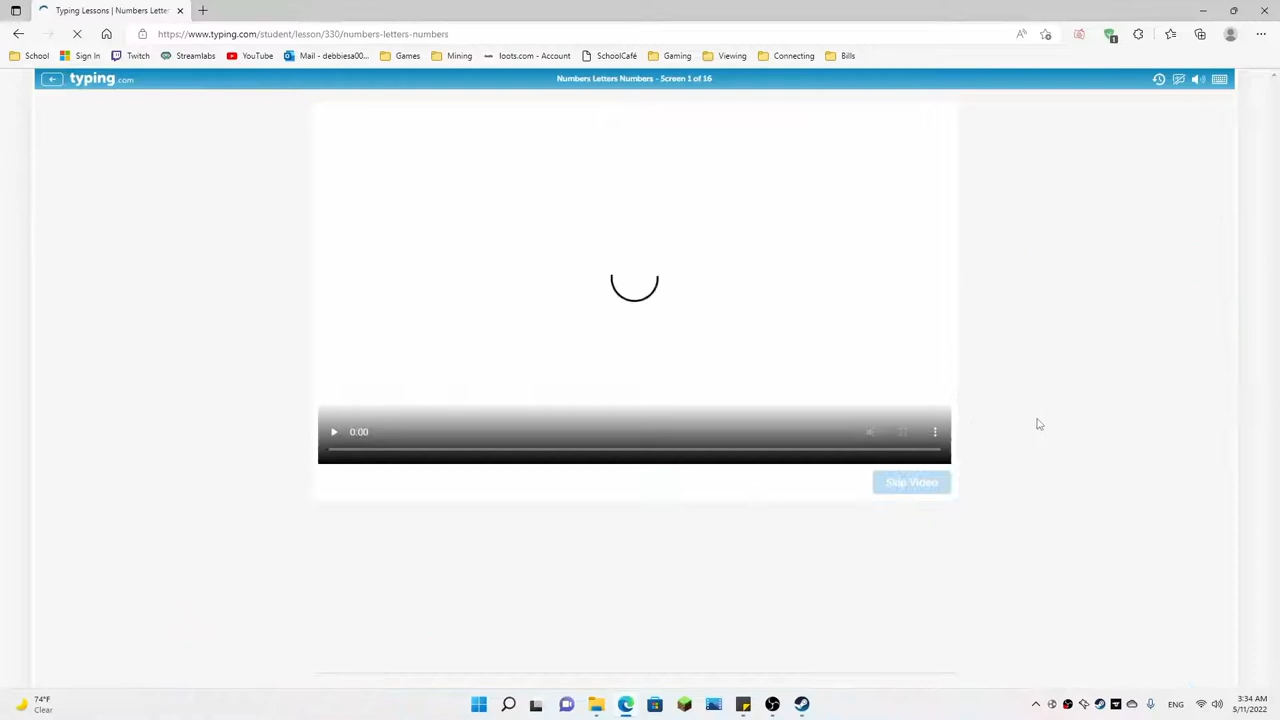 Typing Lessons | Numbers Letter
https://www.typing.com/student/lesson/330/numbers-letters-numbers
School
Sign In
Twitch
Streamlabs
YouTube
Mail - debbiesa00...
Games
Mining
loots.com - Account
SchoolCafé
Gaming
Viewing
Connecting
Bills
typing.com
Numbers Letters Numbers - Screen 1 of 16
0:00
Skip Video
74°F
Clear
ENG
3:34 AM
5/11/2022